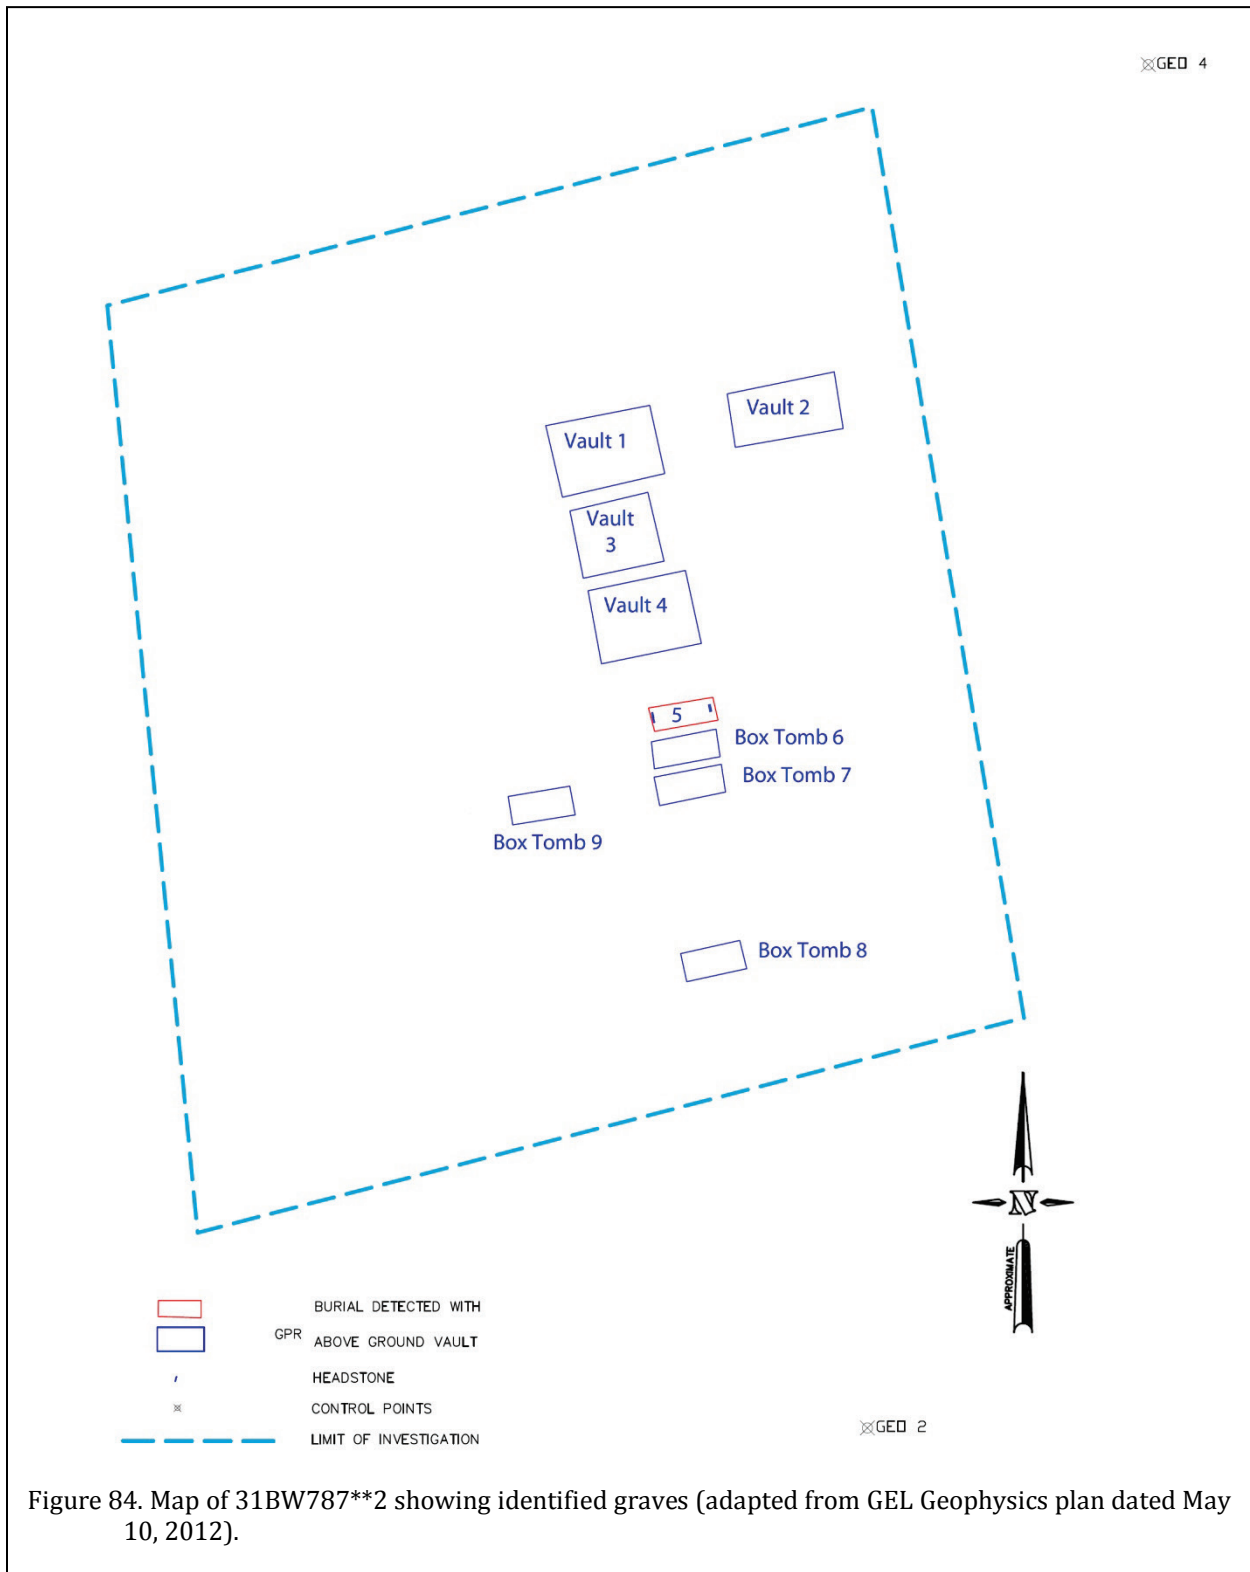 GEO 4
Vault 2
Vault 1
Vault
3
Vault 4
5
Box Tomb 6
Box Tomb 7
Box Tomb 9
Box Tomb 8
N
APPROXIMATE
BURIAL DETECTED WITH
GPR
ABOVE GROUND VAULT
HEADSTONE
CONTROL POINTS
LIMIT OF INVESTIGATION
GEO 2
Figure 84. Map of 31BW787**2 showing identified graves (adapted from GEL Geophysics plan dated May
10, 2012).